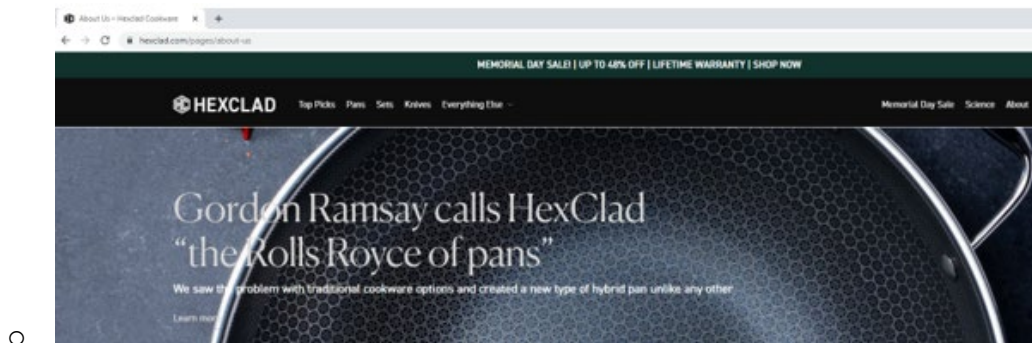 About Us – Hexclad Cookware
hexclad.com/pages/about-us
MEMORIAL DAY SALE! | UP TO 48% OFF | LIFETIME WARRANTY | SHOP NOW
HEXCLAD Top Picks Pans Sets Knives Everything Else Memorial Day Sale Science About
Gordon Ramsay calls HexClad
“the Rolls Royce of pans”
We saw the problem with traditional cookware options and created a new type of hybrid pan unlike any other
Learn more